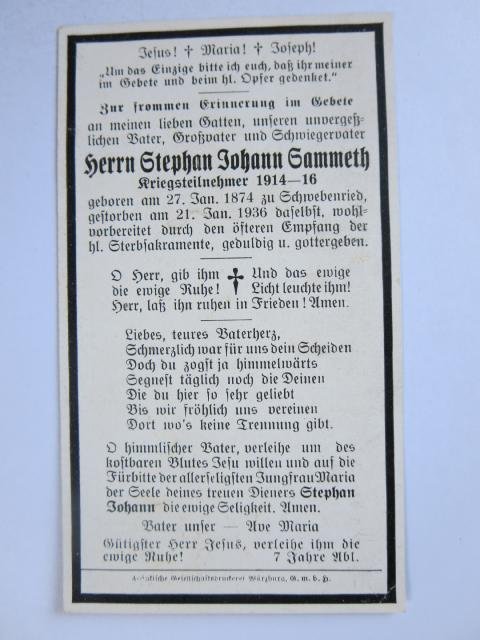 Jesus! † Maria! † Joseph!
„Um das Einzige bitte ich euch, daß ihr meiner
im Gebete und beim hl. Opfer gedenket.“
Zur frommen Erinnerung im Gebete
an meinen lieben Gatten, unseren unvergeß-
lichen Vater, Großvater und Schwiegervater
Herrn Stephan Johann Sammeth
Kriegsteilnehmer 1914—16
geboren am 27. Jan. 1874 zu Schwebenried,
gestorben am 21. Jan. 1936 daselbst, wohl-
vorbereitet durch den öfteren Empfang der
hl. Sterbsakramente, geduldig u. gottergeben.
O Herr, gib ihm † Und das ewige
die ewige Ruhe! Licht leuchte ihm!
Herr, laß ihn ruhen in Frieden! Amen.
Liebes, teures Vaterherz,
Schmerzlich war für uns dein Scheiden
Doch du zogst ja himmelwärts
Segnest täglich noch die Deinen
Die du hier so sehr geliebt
Bis wir fröhlich uns vereinen
Dort wo's keine Trennung gibt.
O himmlischer Vater, verleihe um des
kostbaren Blutes Jesu willen und auf die
Fürbitte der allerseligsten Jungfrau Maria
der Seele deines treuen Dieners Stephan
Johann die ewige Seligkeit. Amen.
Vater unser — Ave Maria
Gütigster Herr Jesus, verleihe ihm die
ewige Ruhe! 7 Jahre Abl.
Fränkische Gesellschaftsdruckerei Würzburg, G. m. b. H.